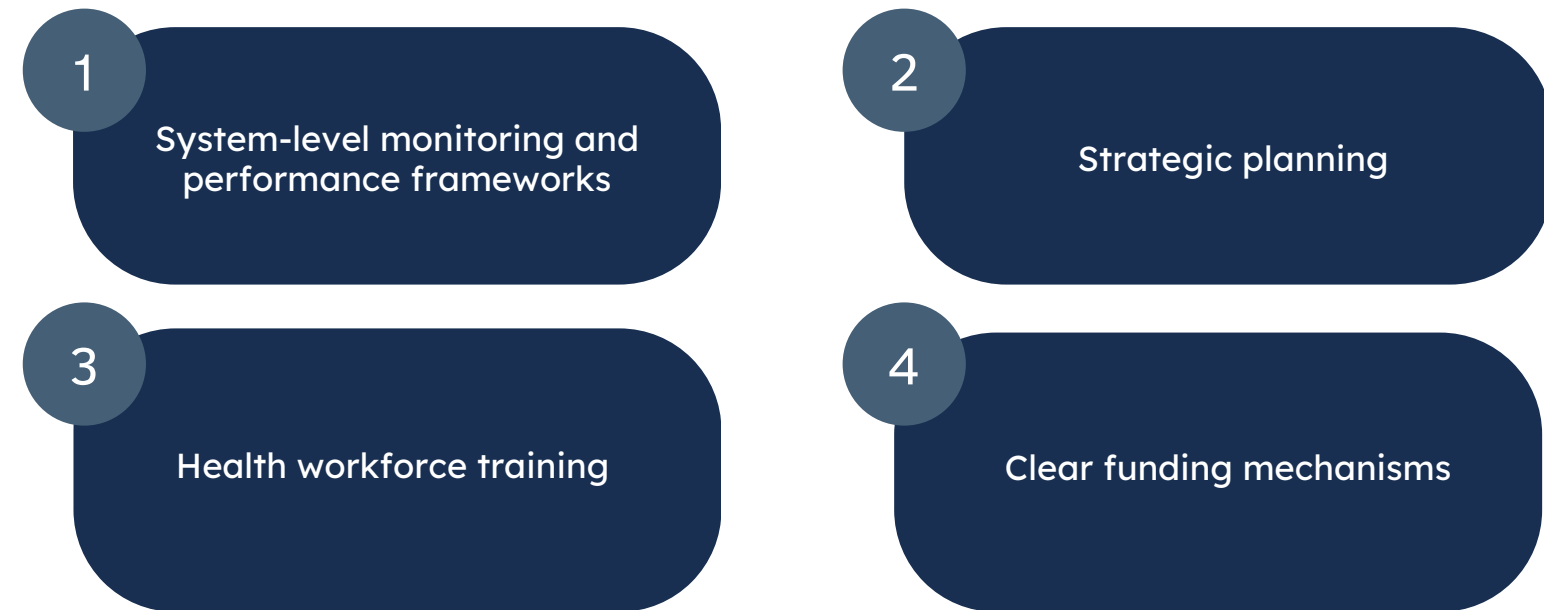 1
System-level monitoring and
performance frameworks
2
Strategic planning
3
Health workforce training
4
Clear funding mechanisms